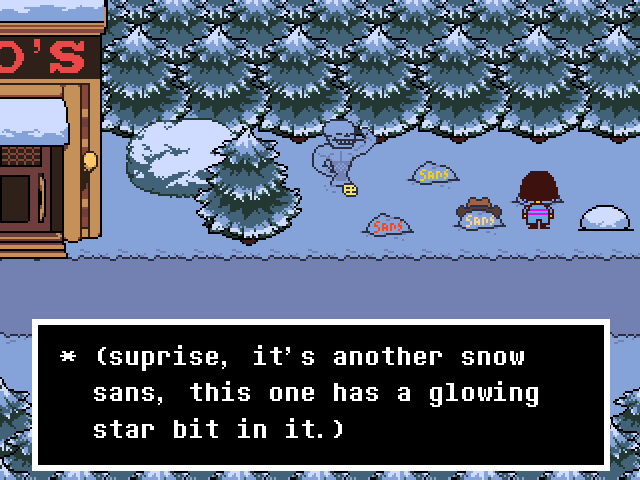 O'S
SANS
SANS
SANS
* (suprise, it's another snow
sans, this one has a glowing
star bit in it.)